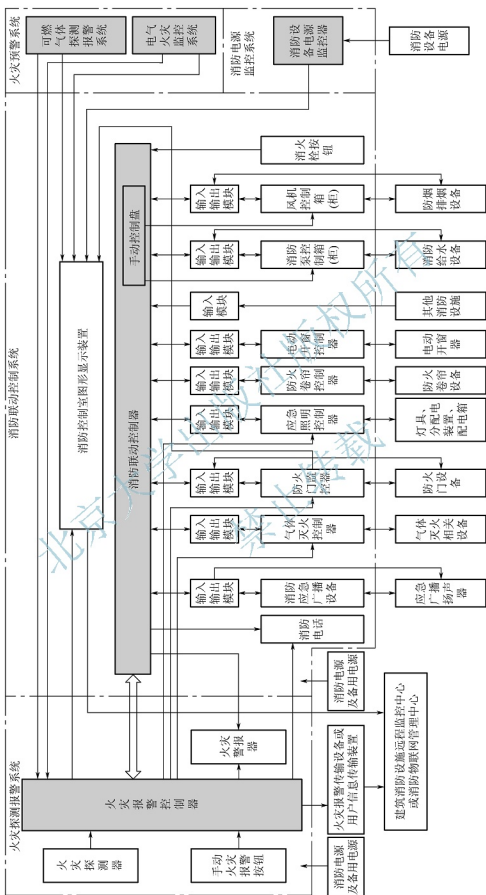 火灾探测报警系统
火灾探测器
手动
火灾
报警
按钮
火灾报警控制器
火灾
警报
器
消防电源
及备用电源
火灾报警传输设备或
用户信息传输装置
建筑消防设施远程监控中心
或消防物联网管理中心
消防联动控制系统
消防控制室图形显示装置
消防联动控制器
手动控制盘
消防电源
及备用电源
消防
电话
输入
输出
模块
消防
应急
广播
设备
应急
广播
扬声
器
输入
输出
模块
气体
灭火
控制
器
气体
灭火
相关
设备
输入
输出
模块
防火
门监
控器
防火
门设
备
输入
输出
模块
应急
照明
控制
器
灯具、
分配电
装置、
配电箱
输入
输出
模块
防火
卷帘
控制
器
防火
卷帘
设备
输入
输出
模块
电动
开窗
控制
器
电动
开窗
器
输入
模块
其他
消防
设施
输入
输出
模块
消防
泵控
制箱
(柜)
消防
给水
设备
输入
输出
模块
风机
控制
箱
(柜)
防烟
排烟
设备
消火
栓按
钮
火灾预警系统
可燃
气体
探测
报警
系统
电气
火灾
监控
系统
消防电源
监控系统
消防设
备电源
监控器
消防
设备
电源
北京大学出版社版权所有
禁止转载